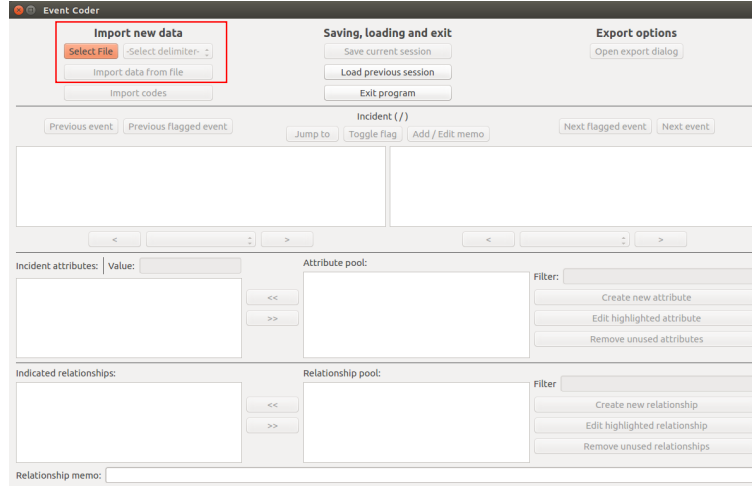 Event Coder
Import new data
Saving, loading and exit
Export options
Select File
-Select delimiter-
Save current session
Open export dialog
Import data from file
Load previous session
Import codes
Exit program
Incident ( / )
Previous event
Previous flagged event
Jump to
Toggle flag
Add / Edit memo
Next flagged event
Next event
<
>
<
>
Incident attributes:
Value:
Attribute pool:
Filter:
<<
>>
Create new attribute
Edit highlighted attribute
Remove unused attributes
Indicated relationships:
Relationship pool:
Filter
<<
>>
Create new relationship
Edit highlighted relationship
Remove unused relationships
Relationship memo: